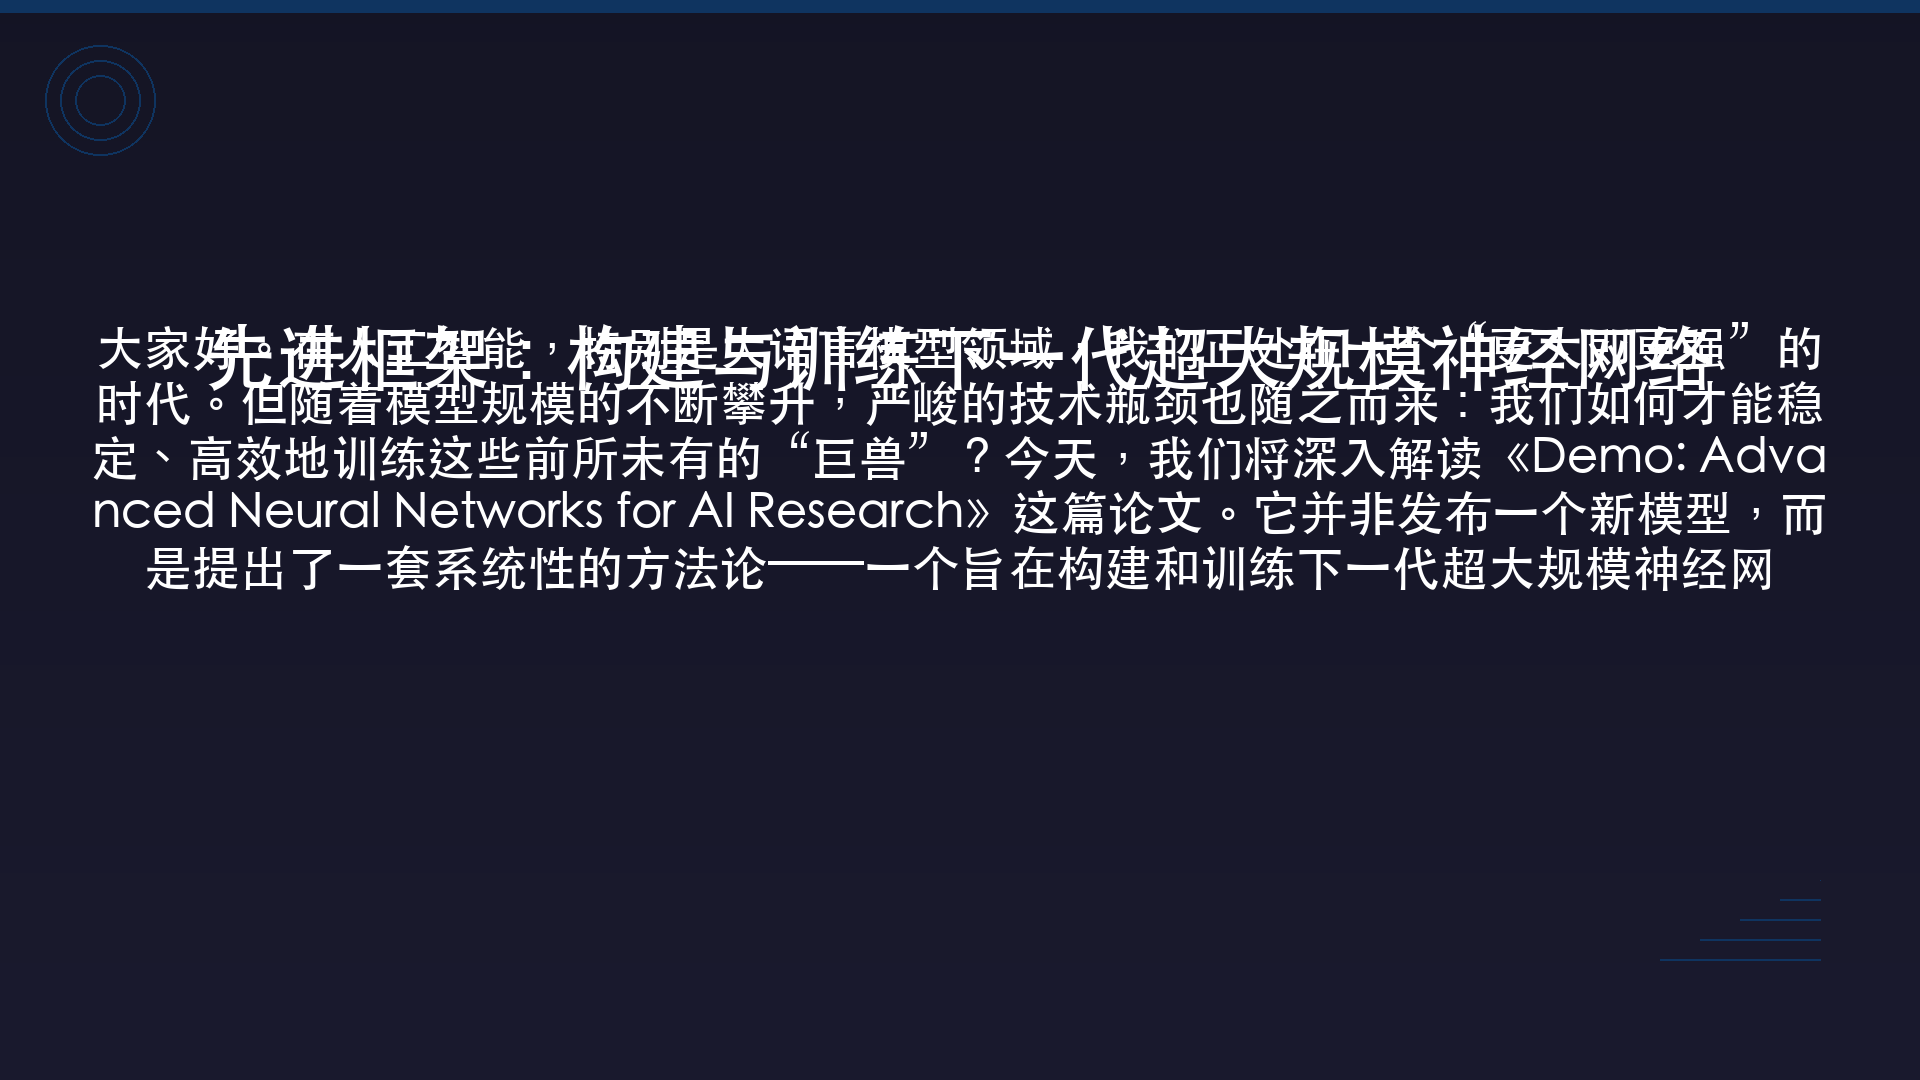 先进框架：构建与训练下一代超大规模神经网络
大家好。在人工智能，特别是大语言模型领域，我们正处 一个“更大 更强”的
时代。但随着模型规模的不断攀升，严峻的技术瓶颈也随之而来：我们如何才能稳
定、高效地训练这些前所未有的“巨兽”？今天，我们将深入解读《Demo: Adva
nced Neural Networks for AI Research》这篇论文。它并非发布一个新模型，而
是提出了一套系统性的方法论——一个旨在构建和训练下一代超大规模神经网